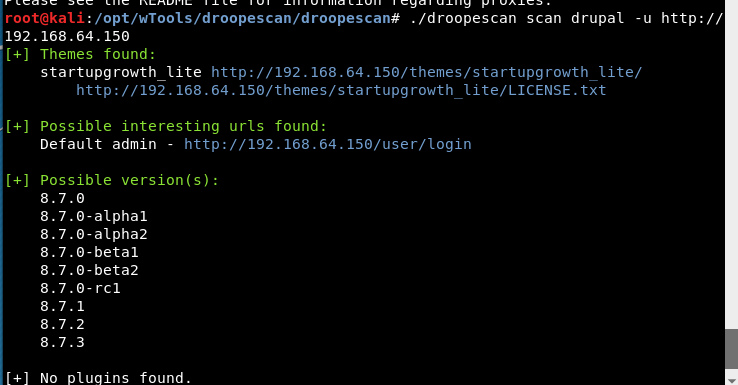 Please see the README file for information regarding proxies.
root@kali:/opt/wTools/droopescan/droopescan# ./droopescan scan drupal -u http://
192.168.64.150
[+] Themes found:
startupgrowth_lite http://192.168.64.150/themes/startupgrowth_lite/
http://192.168.64.150/themes/startupgrowth_lite/LICENSE.txt
[+] Possible interesting urls found:
Default admin - http://192.168.64.150/user/login
[+] Possible version(s):
8.7.0
8.7.0-alpha1
8.7.0-alpha2
8.7.0-beta1
8.7.0-beta2
8.7.0-rc1
8.7.1
8.7.2
8.7.3
[+] No plugins found.